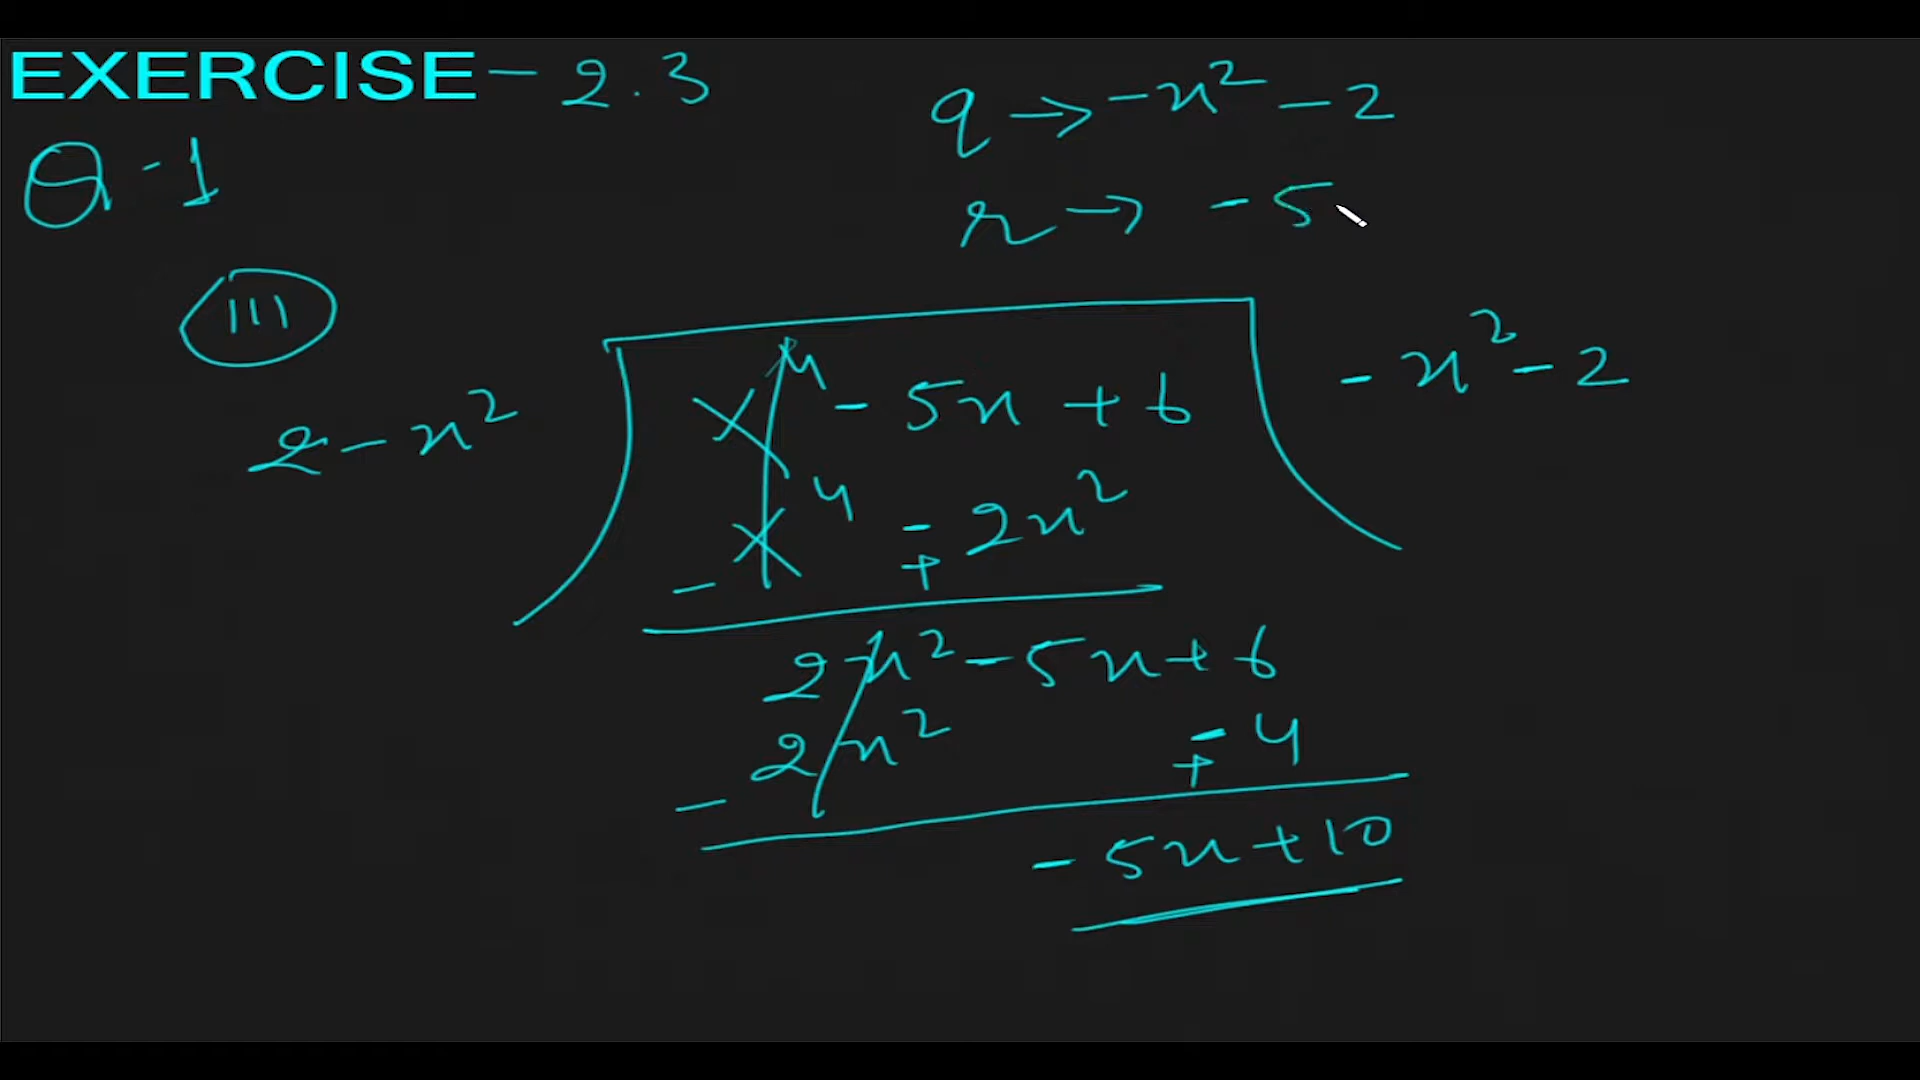 EXERCISE - 2.3
q → -x² - 2
Q-1
r → - 5
III
2 - x²
x⁴ - 5x + 6
- x² - 2
x⁴ - 2x²
- +
2x² - 5x + 6
2x² - 4
- +
- 5x + 10